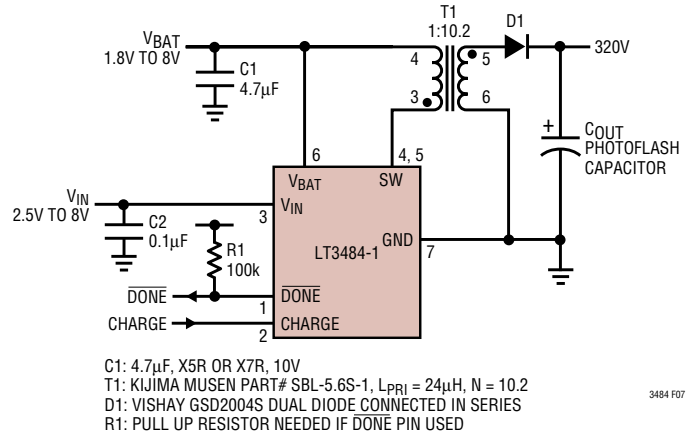 T1
1:10.2
D1
VBAT
1.8V TO 8V
4
5
320V
C1
4.7µF
3
6
+
COUT
PHOTOFLASH
CAPACITOR
6
4, 5
VBAT
SW
VIN
2.5V TO 8V
3
VIN
C2
0.1µF
R1
100k
LT3484-1
GND
7
DONE
1
DONE
CHARGE
2
CHARGE
C1: 4.7µF, X5R OR X7R, 10V
T1: KIJIMA MUSEN PART# SBL-5.6S-1, LPRI = 24µH, N = 10.2
D1: VISHAY GSD2004S DUAL DIODE CONNECTED IN SERIES
R1: PULL UP RESISTOR NEEDED IF DONE PIN USED
3484 F07